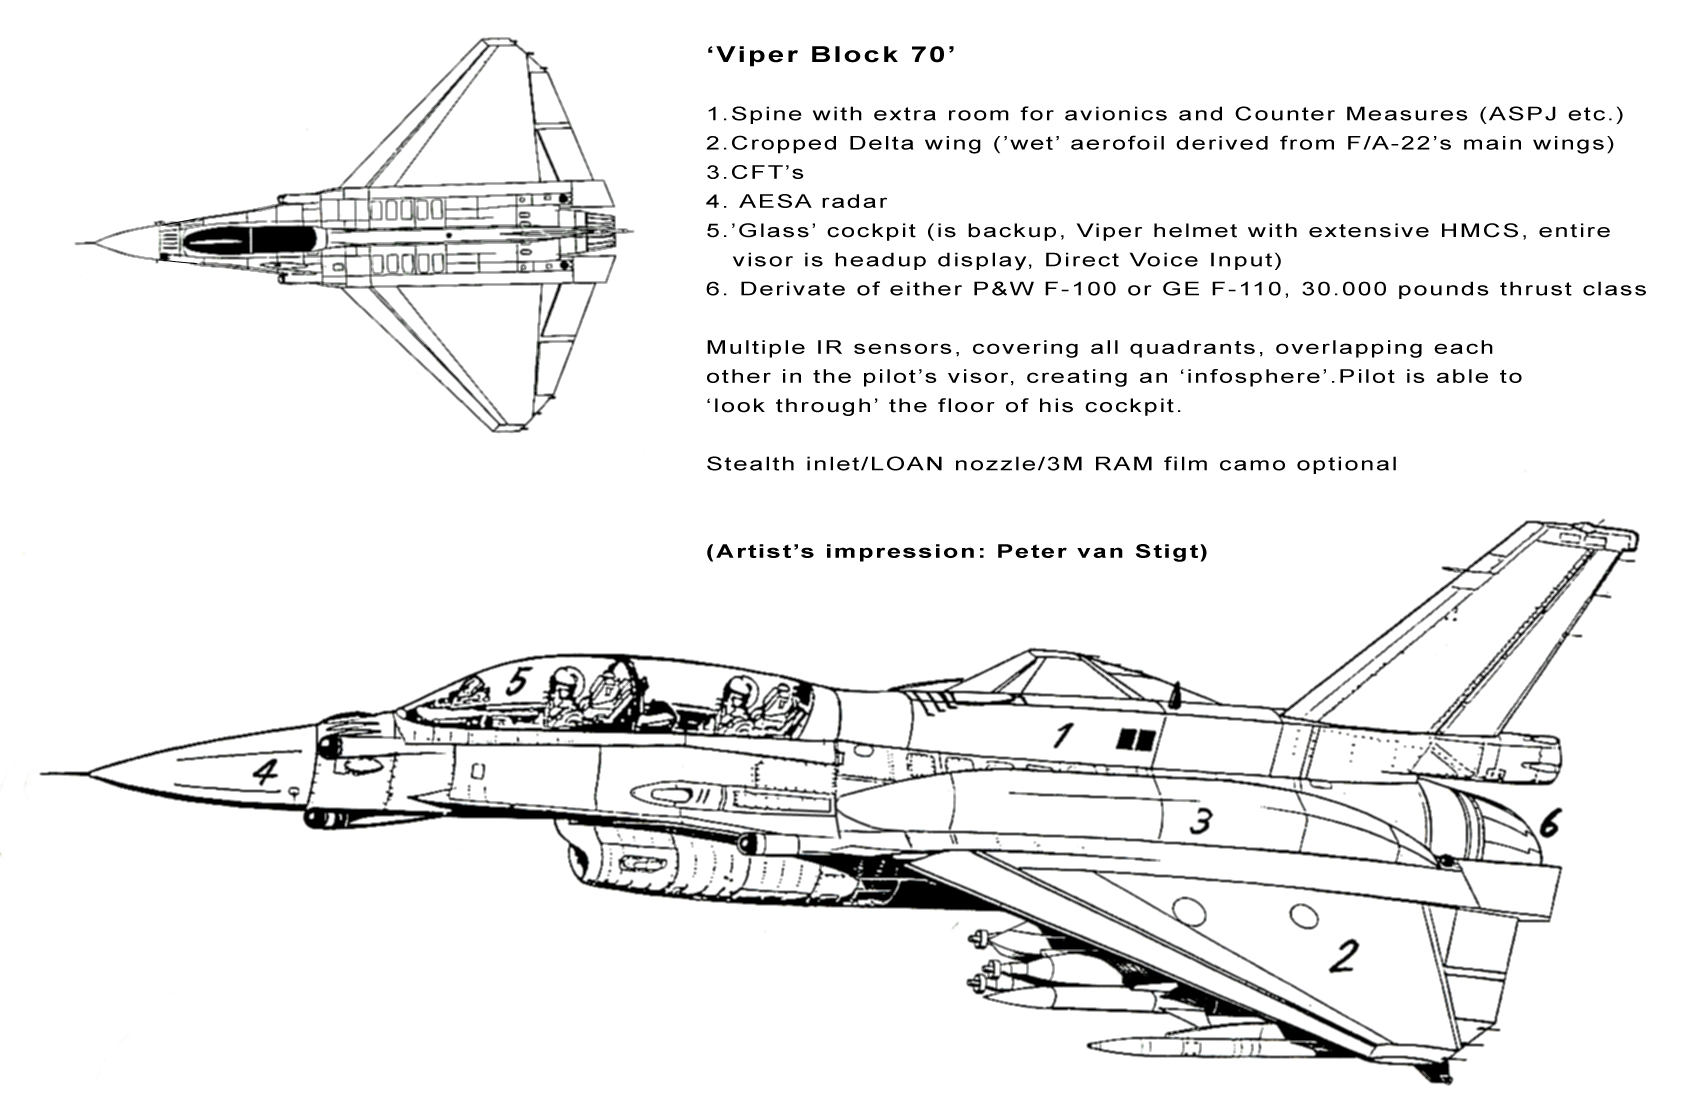 ‘Viper Block 70’
1.Spine with extra room for avionics and Counter Measures (ASPJ etc.)
2.Cropped Delta wing (’wet’ aerofoil derived from F/A-22’s main wings)
3.CFT’s
4. AESA radar
5.’Glass’ cockpit (is backup, Viper helmet with extensive HMCS, entire
visor is headup display, Direct Voice Input)
6. Derivate of either P&W F-100 or GE F-110, 30.000 pounds thrust class
Multiple IR sensors, covering all quadrants, overlapping each
other in the pilot’s visor, creating an ‘infosphere’.Pilot is able to
‘look through’ the floor of his cockpit.
Stealth inlet/LOAN nozzle/3M RAM film camo optional
(Artist’s impression: Peter van Stigt)
5
1
4
3
6
2